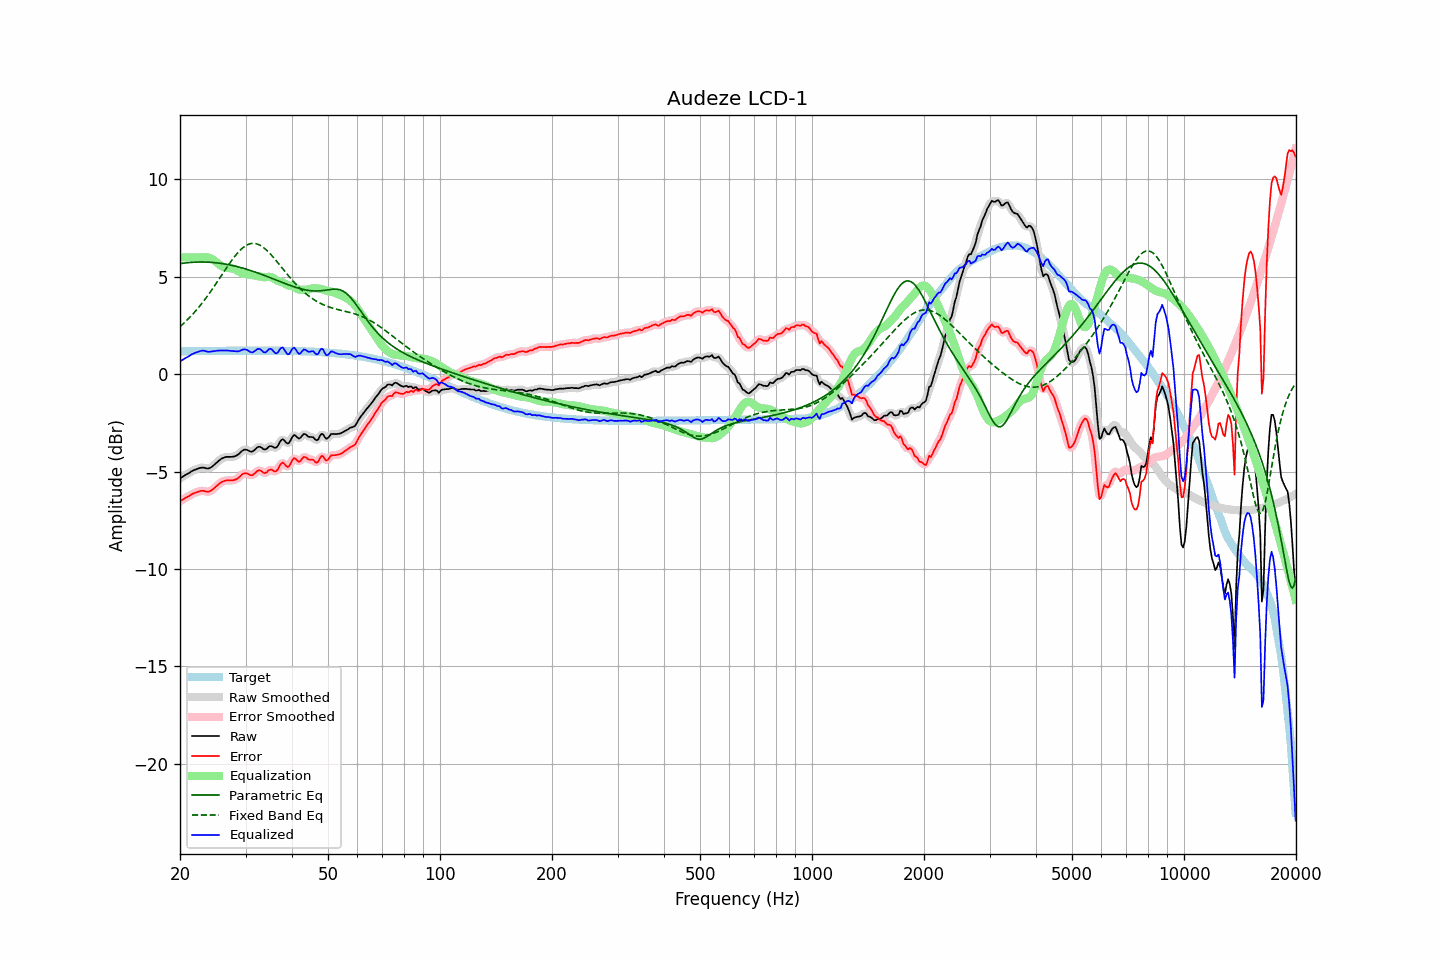 Audeze LCD-1
10
5
0
−5
−10
−15
−20
Amplitude (dBr)
Target
Raw Smoothed
Error Smoothed
Raw
Error
Equalization
Parametric Eq
Fixed Band Eq
Equalized
20 50 100 200 500 1000 2000 5000 10000 20000
Frequency (Hz)